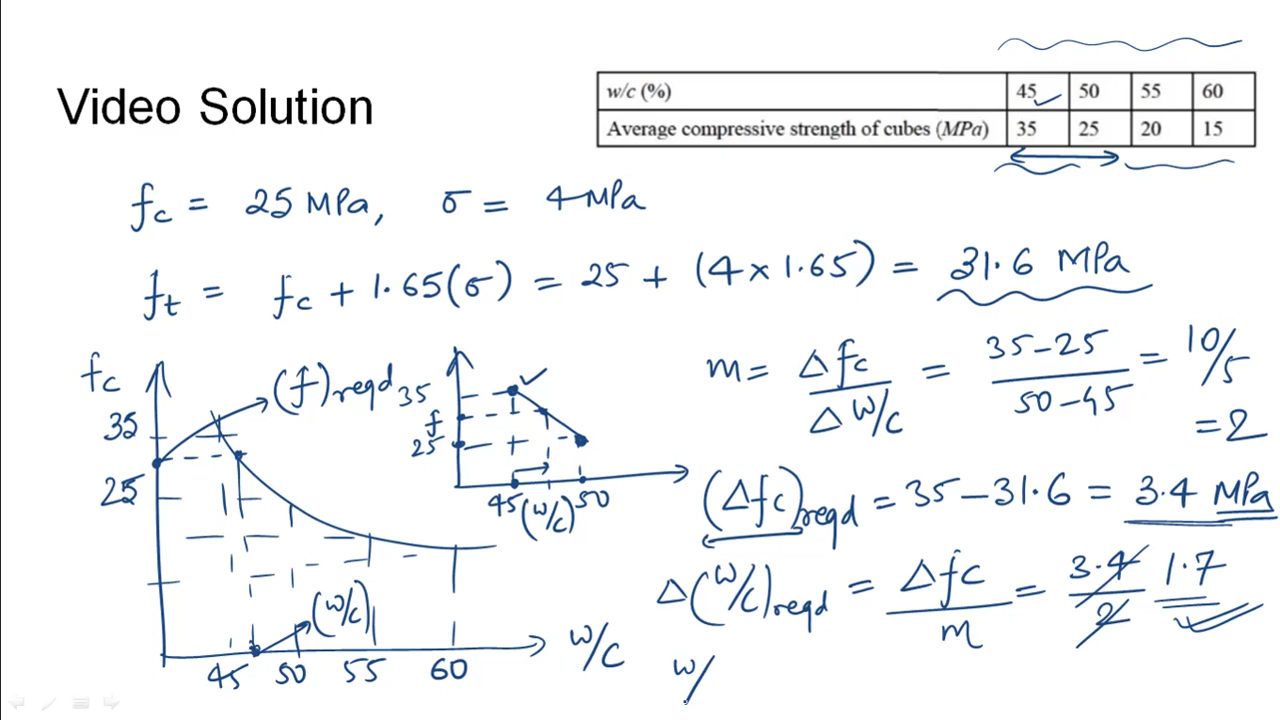 Video Solution
w/c (%) 45 50 55 60
Average compressive strength of cubes (MPa) 35 25 20 15
fc = 25 MPa, σ = 4 MPa
ft = fc + 1.65(σ) = 25 + (4 × 1.65) = 31.6 MPa
fc
35
25
(f)reqd
45 50 55 60
(w/c)
w/c
35
f
25
45 (w/c) 50
m = Δfc / Δw/c = 35-25 / 50-45 = 10/5
= 2
(Δfc)reqd = 35 - 31.6 = 3.4 MPa
Δ(w/c)reqd = Δfc / m = 3.4 / 2 1.7
w/